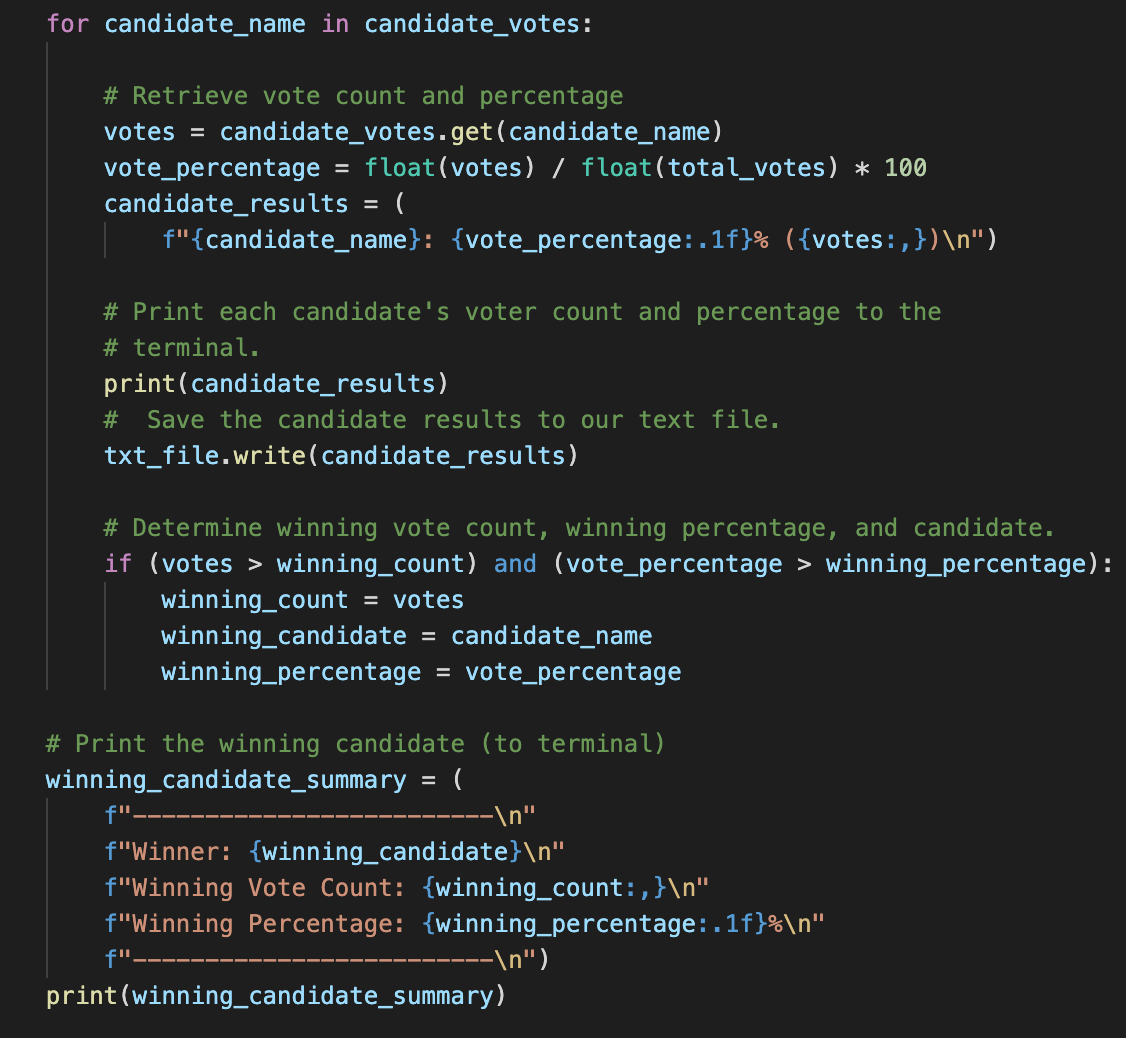 for candidate_name in candidate_votes:
# Retrieve vote count and percentage
votes = candidate_votes.get(candidate_name)
vote_percentage = float(votes) / float(total_votes) * 100
candidate_results = (
f"{candidate_name}: {vote_percentage:.1f}% ({votes:,})\n")
# Print each candidate's voter count and percentage to the
# terminal.
print(candidate_results)
#  Save the candidate results to our text file.
txt_file.write(candidate_results)
# Determine winning vote count, winning percentage, and candidate.
if (votes > winning_count) and (vote_percentage > winning_percentage):
winning_count = votes
winning_candidate = candidate_name
winning_percentage = vote_percentage
# Print the winning candidate (to terminal)
winning_candidate_summary = (
f"-------------------------\n"
f"Winner: {winning_candidate}\n"
f"Winning Vote Count: {winning_count:,}\n"
f"Winning Percentage: {winning_percentage:.1f}%\n"
f"-------------------------\n")
print(winning_candidate_summary)